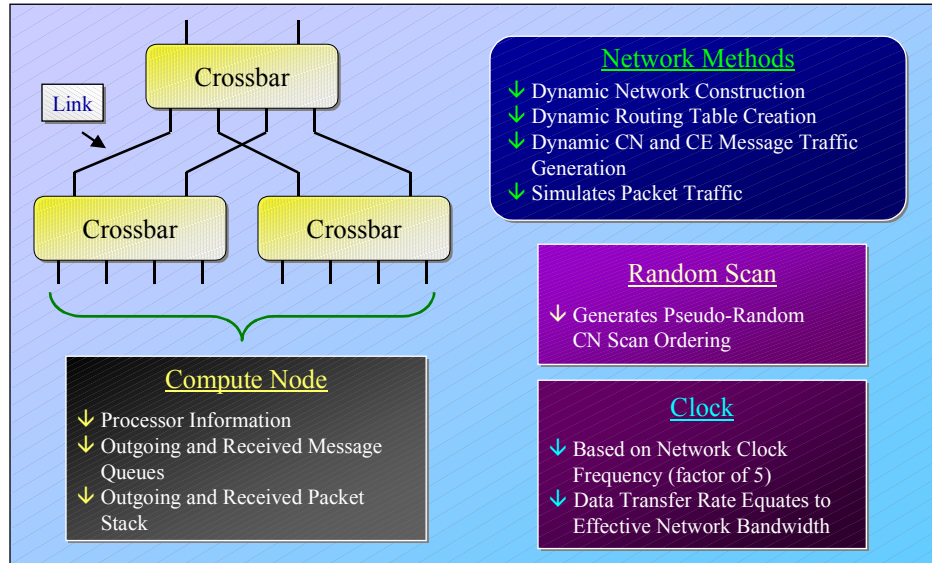 Crossbar
Link
Crossbar
Crossbar
Compute Node
Processor Information
Outgoing and Received Message
Queues
Outgoing and Received Packet
Stack
Network Methods
Dynamic Network Construction
Dynamic Routing Table Creation
Dynamic CN and CE Message Traffic
Generation
Simulates Packet Traffic
Random Scan
Generates Pseudo-Random
CN Scan Ordering
Clock
Based on Network Clock
Frequency (factor of 5)
Data Transfer Rate Equates to
Effective Network Bandwidth